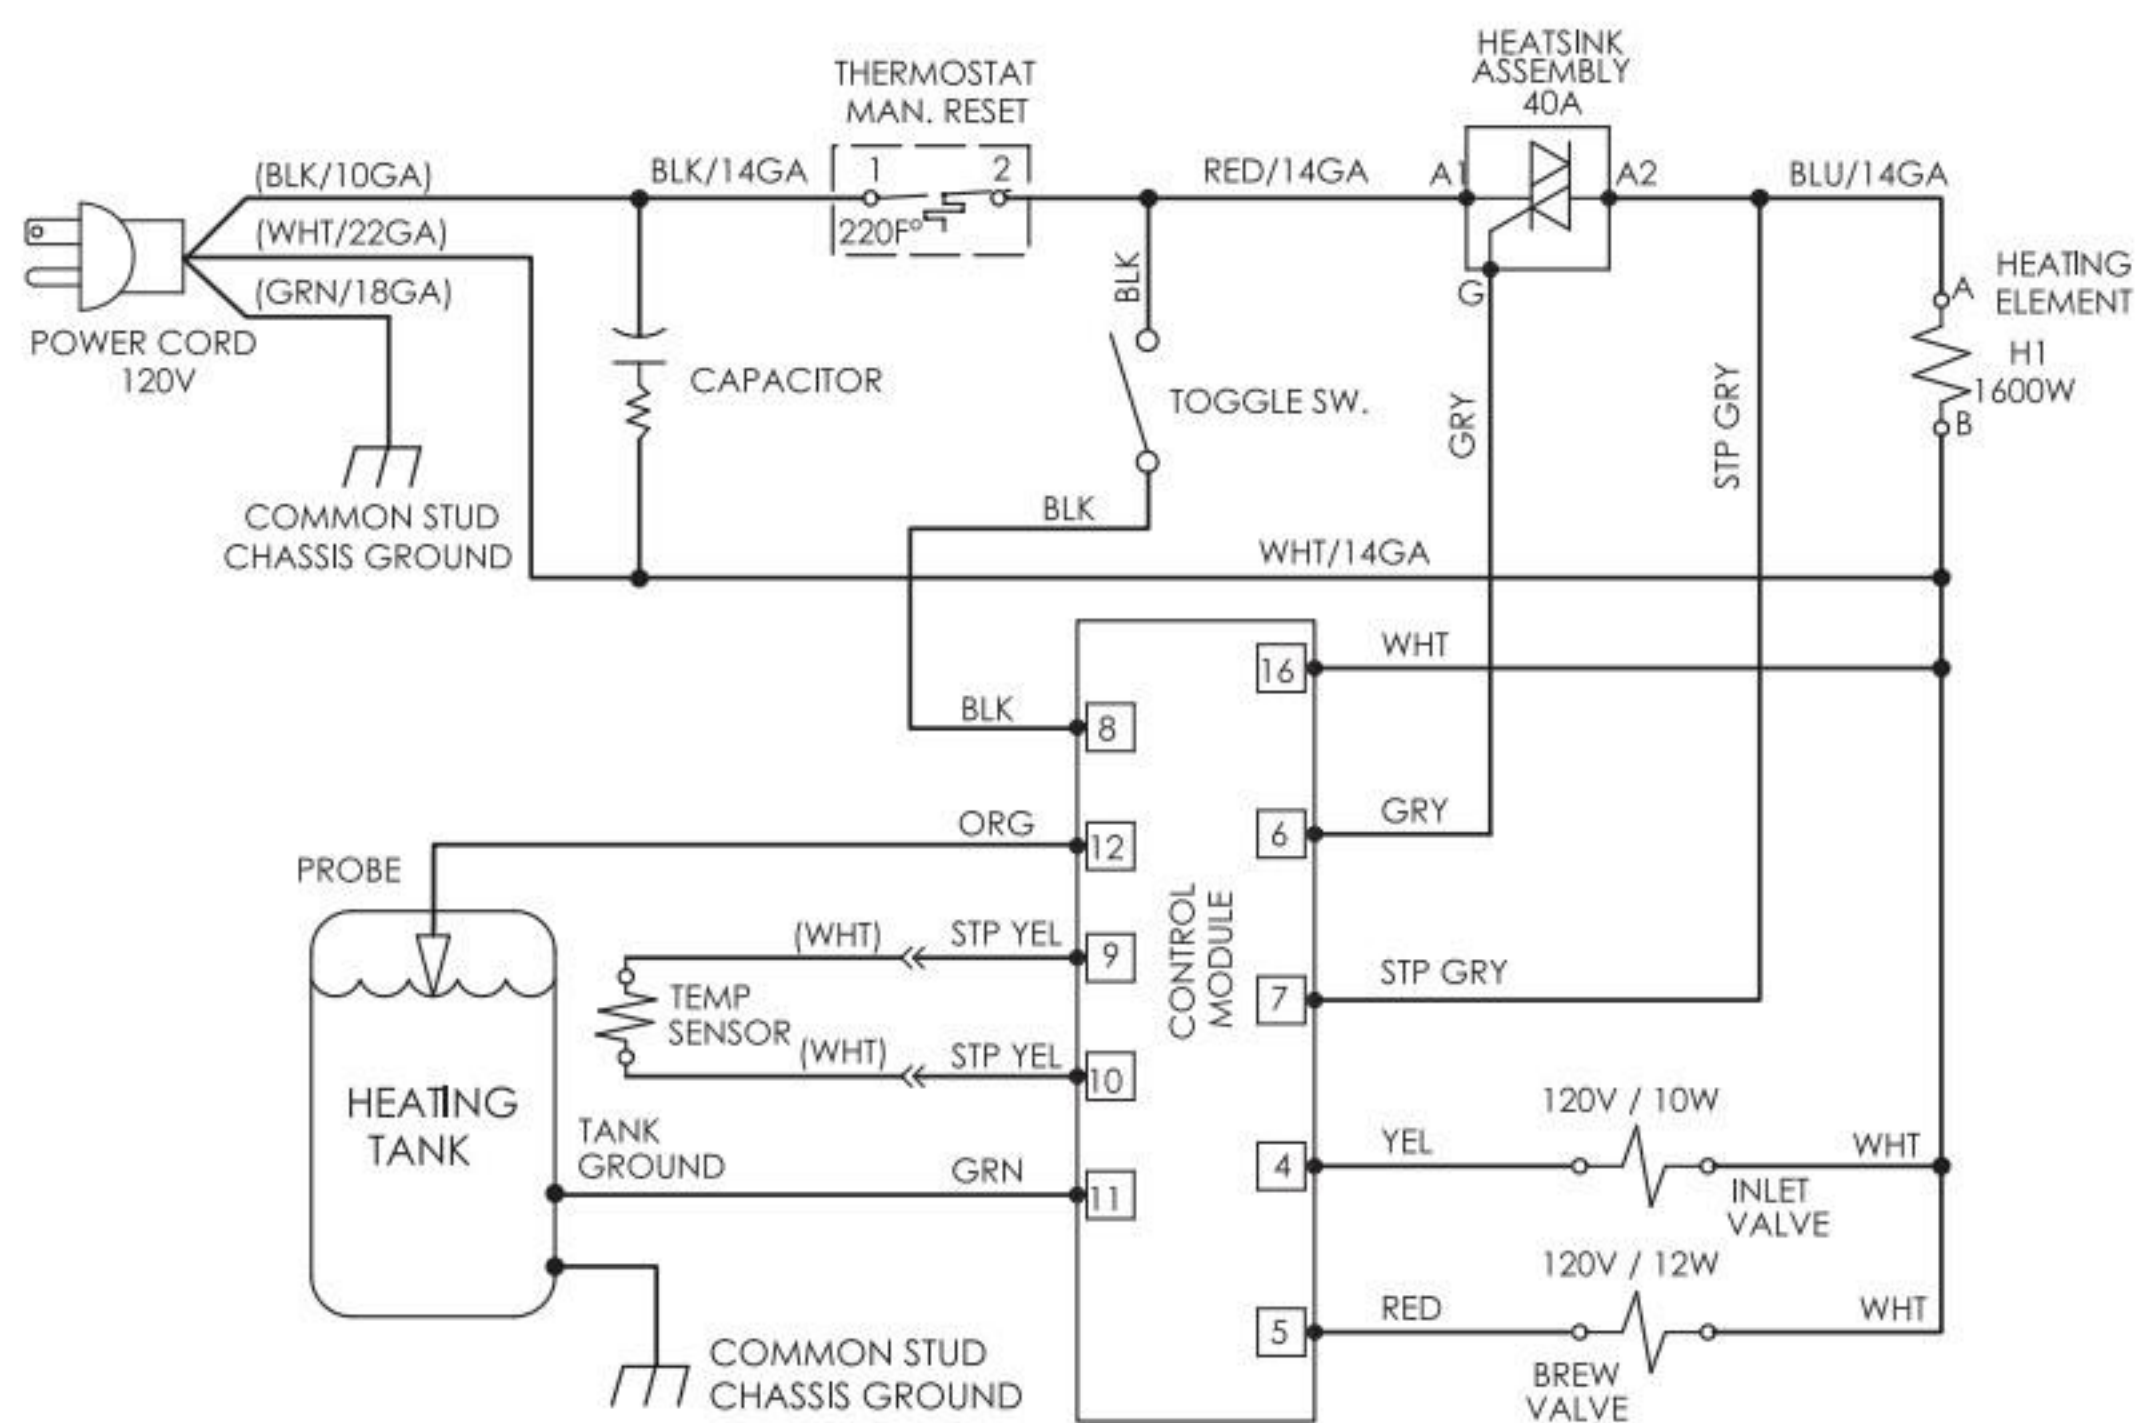 HEATSINK
ASSEMBLY
40A
THERMOSTAT
MAN. RESET
(BLK/10GA)
BLK/14GA
1
2
220F°
RED/14GA
A1
A2
BLU/14GA
(WHT/22GA)
(GRN/18GA)
G
BLK
A
HEATING
ELEMENT
H1
1600W
B
POWER CORD
120V
CAPACITOR
TOGGLE SW.
GRY
STP GRY
COMMON STUD
CHASSIS GROUND
BLK
WHT/14GA
16
WHT
BLK
8
ORG
12
6
GRY
PROBE
CONTROL
MODULE
(WHT)
STP YEL
9
7
STP GRY
TEMP
SENSOR
(WHT)
STP YEL
10
HEATING
TANK
TANK
GROUND
GRN
11
120V / 10W
4
YEL
WHT
INLET
VALVE
120V / 12W
5
RED
WHT
BREW
VALVE
COMMON STUD
CHASSIS GROUND